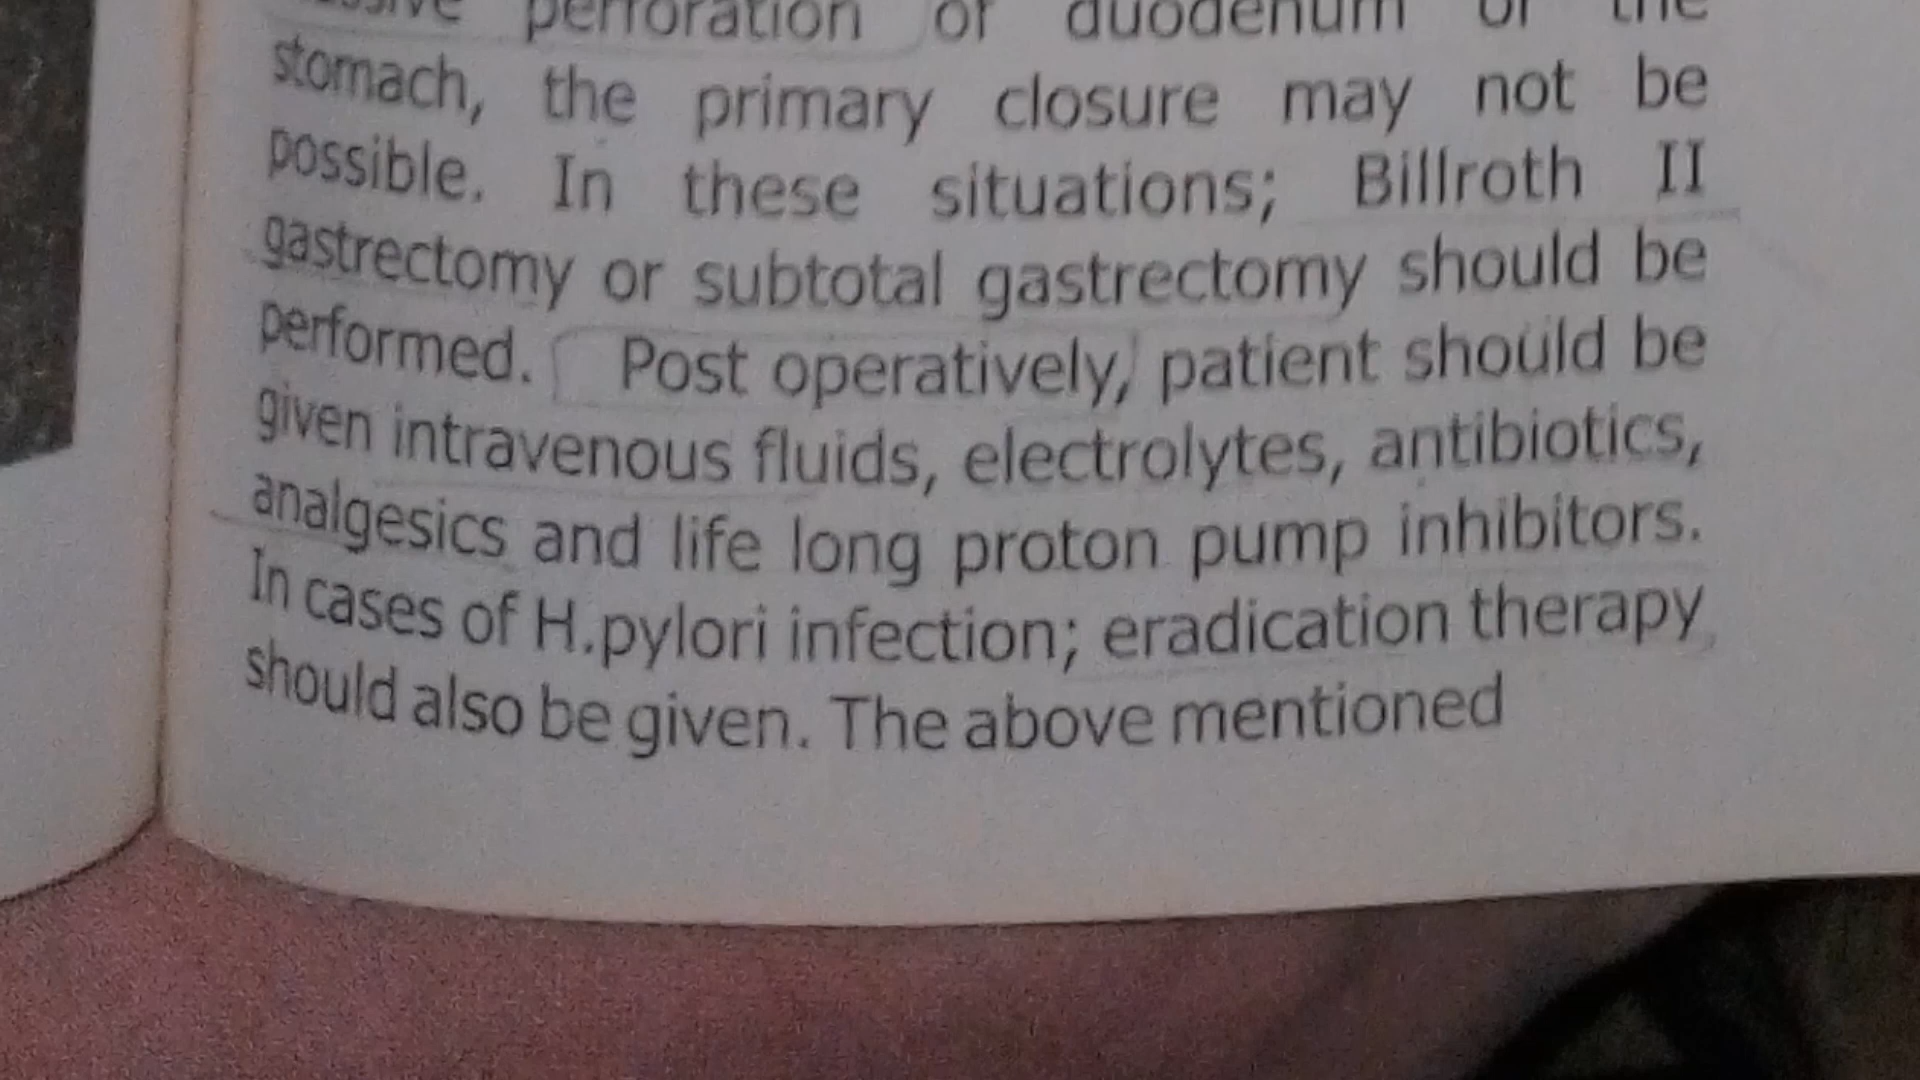 perforation of duodenum or the
stomach, the primary closure may not be
possible. In these situations; Billroth II
gastrectomy or subtotal gastrectomy should be
performed. Post operatively, patient should be
given intravenous fluids, electrolytes, antibiotics,
analgesics and life long proton pump inhibitors.
In cases of H.pylori infection; eradication therapy
should also be given. The above mentioned